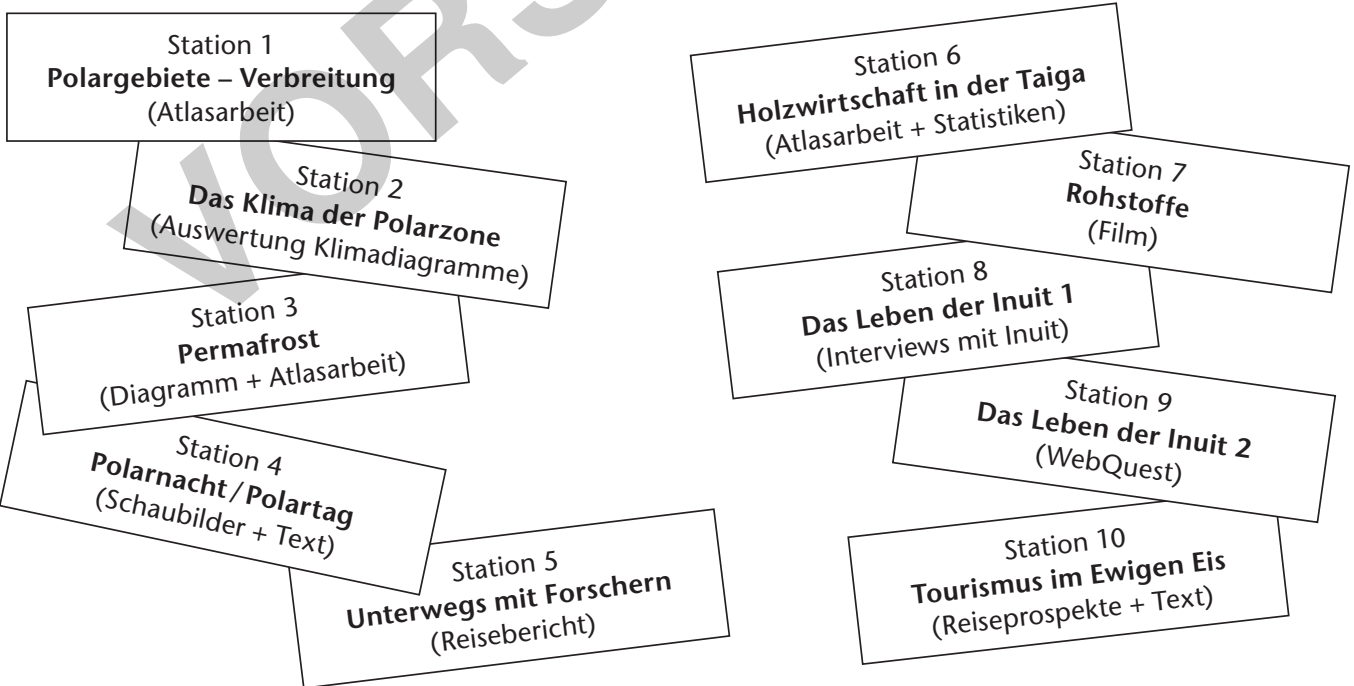 Station 1
Polargebiete – Verbreitung
(Atlasarbeit)
Station 2
Das Klima der Polarzone
(Auswertung Klimadiagramme)
Station 3
Permafrost
(Diagramm + Atlasarbeit)
Station 4
Polarnacht / Polartag
(Schaubilder + Text)
Station 5
Unterwegs mit Forschern
(Reisebericht)
Station 6
Holzwirtschaft in der Taiga
(Atlasarbeit + Statistiken)
Station 7
Rohstoffe
(Film)
Station 8
Das Leben der Inuit 1
(Interviews mit Inuit)
Station 9
Das Leben der Inuit 2
(WebQuest)
Station 10
Tourismus im Ewigen Eis
(Reiseprospekte + Text)
VORS